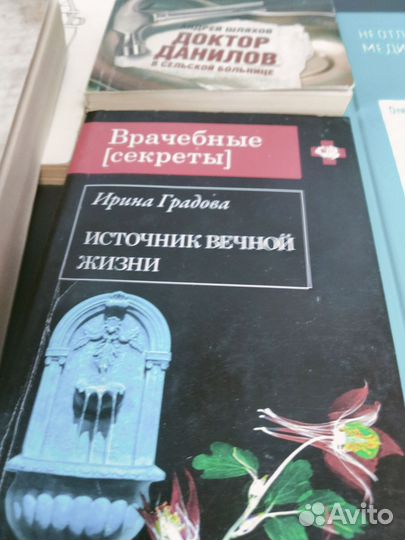 АНДРЕЙ ШЛЯХОВ
ДОКТОР
ДАНИЛОВ
В СЕЛЬСКОЙ БОЛЬНИЦЕ
Врачебные
[секреты]
Ирина Градова
ИСТОЧНИК ВЕЧНОЙ
ЖИЗНИ
Avito